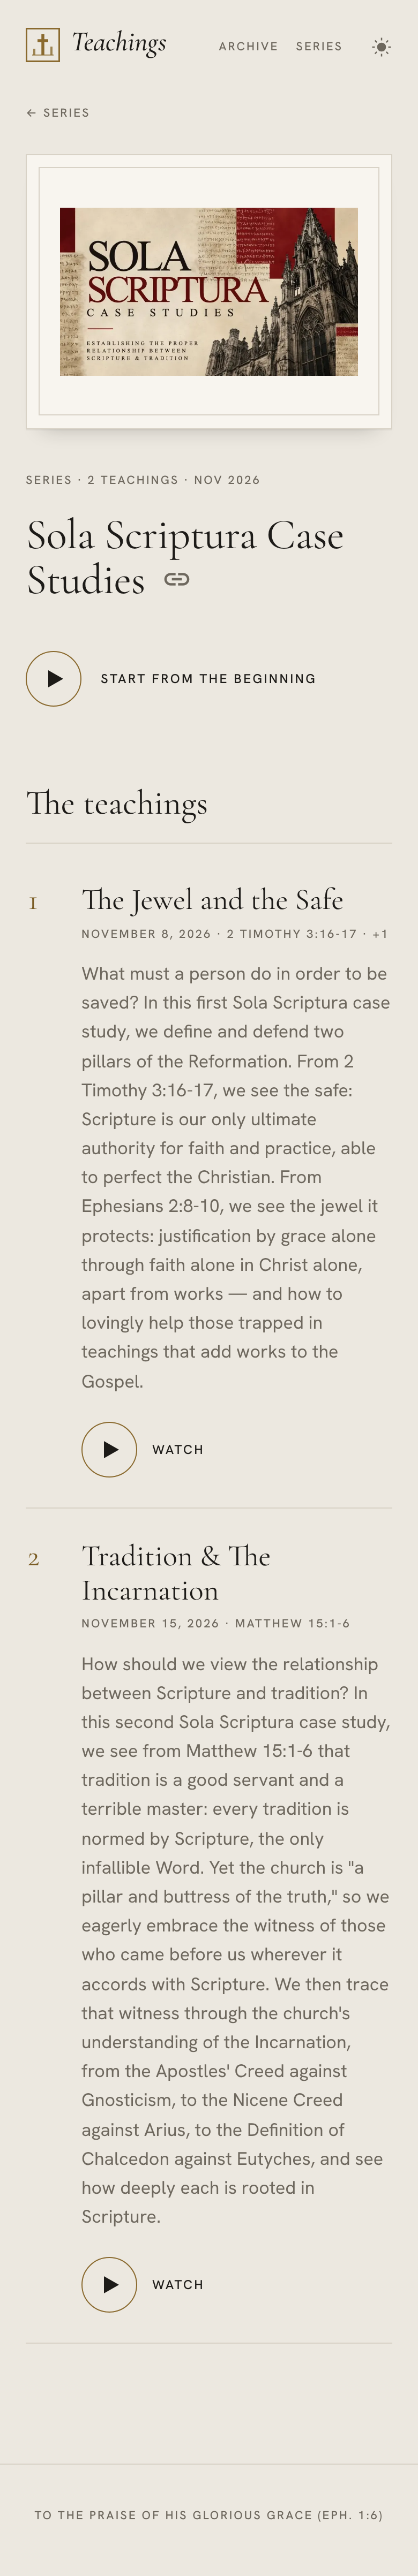 Teachings
ARCHIVE
SERIES
← SERIES
SOLA
SCRIPTURA
CASE STUDIES
ESTABLISHING THE PROPER
RELATIONSHIP BETWEEN
SCRIPTURE & TRADITION
SERIES · 2 TEACHINGS · NOV 2026
Sola Scriptura Case
Studies
START FROM THE BEGINNING
The teachings
1
The Jewel and the Safe
NOVEMBER 8, 2026 · 2 TIMOTHY 3:16-17 · +1
What must a person do in order to be
saved? In this first Sola Scriptura case
study, we define and defend two
pillars of the Reformation. From 2
Timothy 3:16-17, we see the safe:
Scripture is our only ultimate
authority for faith and practice, able
to perfect the Christian. From
Ephesians 2:8-10, we see the jewel it
protects: justification by grace alone
through faith alone in Christ alone,
apart from works — and how to
lovingly help those trapped in
teachings that add works to the
Gospel.
WATCH
2
Tradition & The
Incarnation
NOVEMBER 15, 2026 · MATTHEW 15:1-6
How should we view the relationship
between Scripture and tradition? In
this second Sola Scriptura case study,
we see from Matthew 15:1-6 that
tradition is a good servant and a
terrible master: every tradition is
normed by Scripture, the only
infallible Word. Yet the church is "a
pillar and buttress of the truth," so we
eagerly embrace the witness of those
who came before us wherever it
accords with Scripture. We then trace
that witness through the church's
understanding of the Incarnation,
from the Apostles' Creed against
Gnosticism, to the Nicene Creed
against Arius, to the Definition of
Chalcedon against Eutyches, and see
how deeply each is rooted in
Scripture.
WATCH
TO THE PRAISE OF HIS GLORIOUS GRACE (EPH. 1:6)